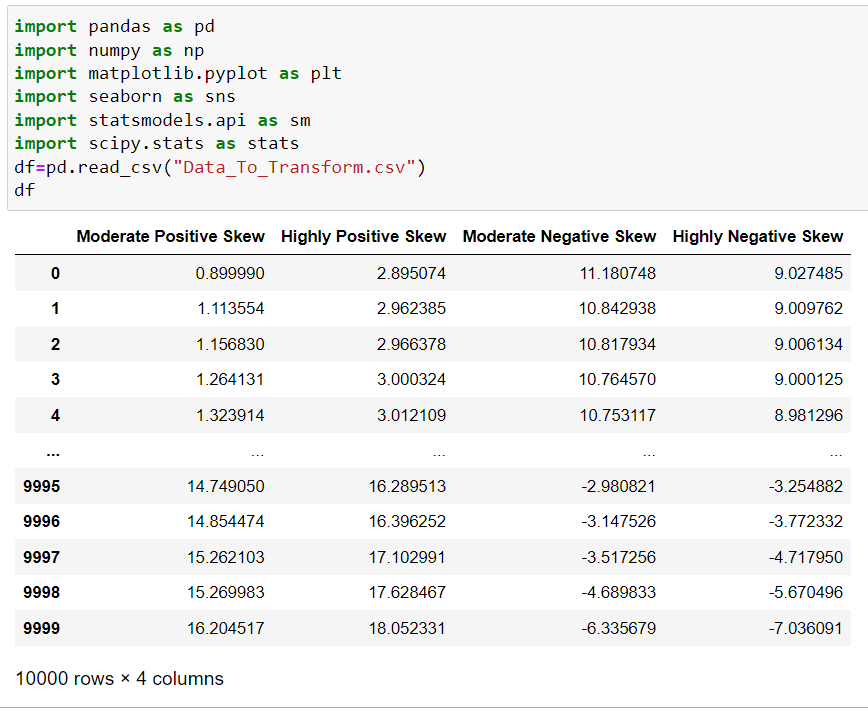 import pandas as pd
import numpy as np
import matplotlib.pyplot as plt
import seaborn as sns
import statsmodels.api as sm
import scipy.stats as stats
df=pd.read_csv("Data_To_Transform.csv")
df
Moderate Positive Skew Highly Positive Skew Moderate Negative Skew Highly Negative Skew
0 0.899990 2.895074 11.180748 9.027485
1 1.113554 2.962385 10.842938 9.009762
2 1.156830 2.966378 10.817934 9.006134
3 1.264131 3.000324 10.764570 9.000125
4 1.323914 3.012109 10.753117 8.981296
... ... ... ... ...
9995 14.749050 16.289513 -2.980821 -3.254882
9996 14.854474 16.396252 -3.147526 -3.772332
9997 15.262103 17.102991 -3.517256 -4.717950
9998 15.269983 17.628467 -4.689833 -5.670496
9999 16.204517 18.052331 -6.335679 -7.036091
10000 rows × 4 columns